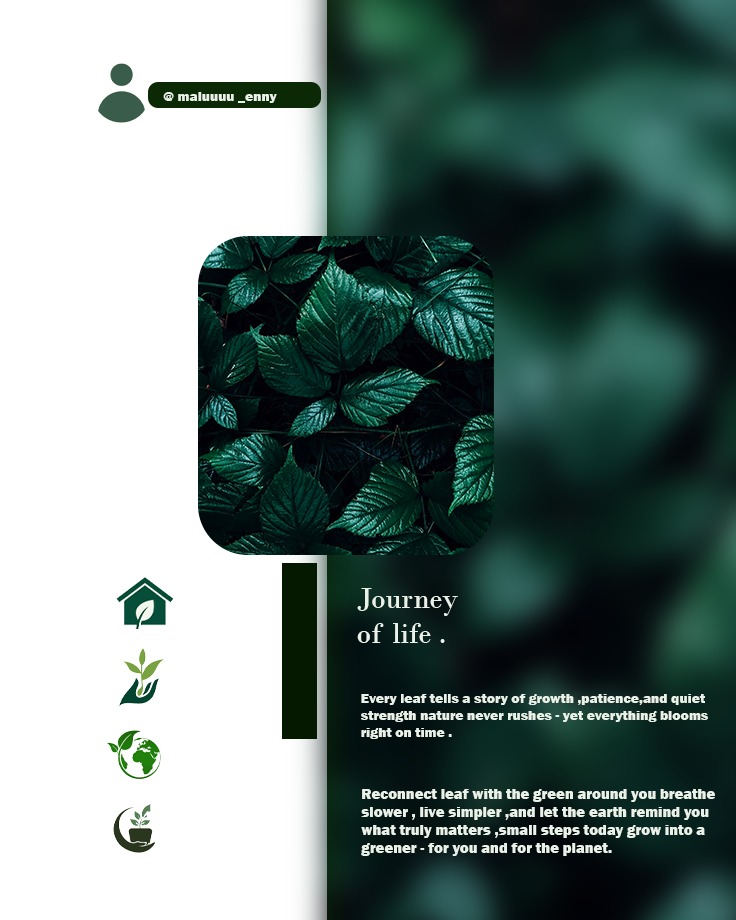 @ maluuuu _enny
Journey
of life .
Every leaf tells a story of growth ,patience,and quiet
strength nature never rushes - yet everything blooms
right on time .
Reconnect leaf with the green around you breathe
slower , live simpler ,and let the earth remind you
what truly matters ,small steps today grow into a
greener - for you and for the planet.